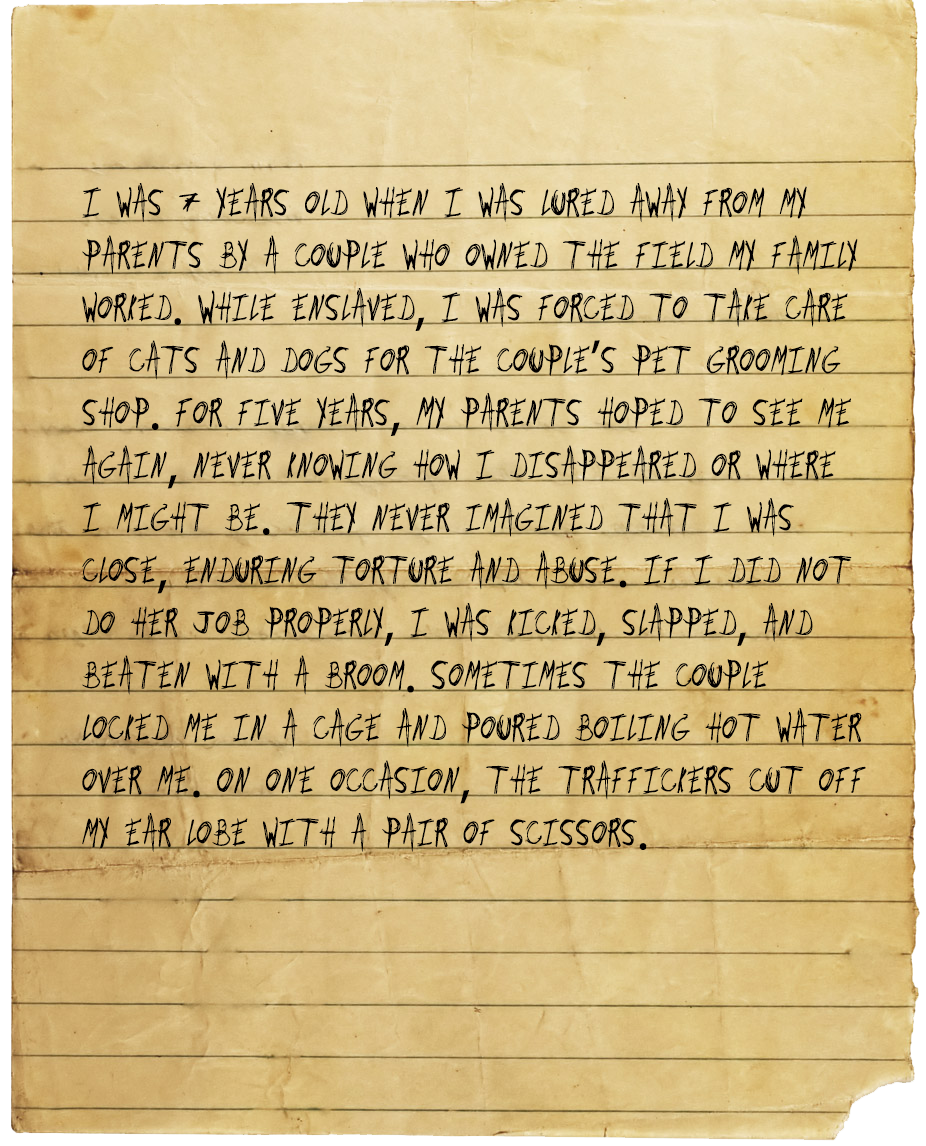 I WAS 7 YEARS OLD WHEN I WAS LURED AWAY FROM MY
PARENTS BY A COUPLE WHO OWNED THE FIELD MY FAMILY
WORKED. WHILE ENSLAVED, I WAS FORCED TO TAKE CARE
OF CATS AND DOGS FOR THE COUPLE'S PET GROOMING
SHOP. FOR FIVE YEARS, MY PARENTS HOPED TO SEE ME
AGAIN, NEVER KNOWING HOW I DISAPPEARED OR WHERE
I MIGHT BE. THEY NEVER IMAGINED THAT I WAS
CLOSE, ENDURING TORTURE AND ABUSE. IF I DID NOT
DO HER JOB PROPERLY, I WAS KICKED, SLAPPED, AND
BEATEN WITH A BROOM. SOMETIMES THE COUPLE
LOCKED ME IN A CAGE AND POURED BOILING HOT WATER
OVER ME. ON ONE OCCASION, THE TRAFFICKERS CUT OFF
MY EAR LOBE WITH A PAIR OF SCISSORS.